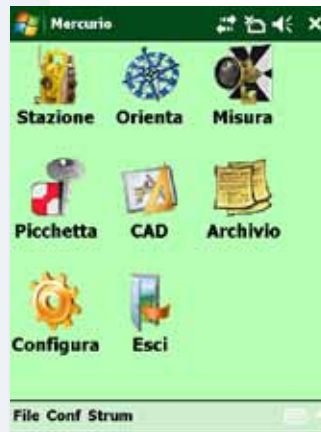 Mercurio
Stazione Orienta Misura
Picchetta CAD Archivio
Configura Esci
File Conf Strum